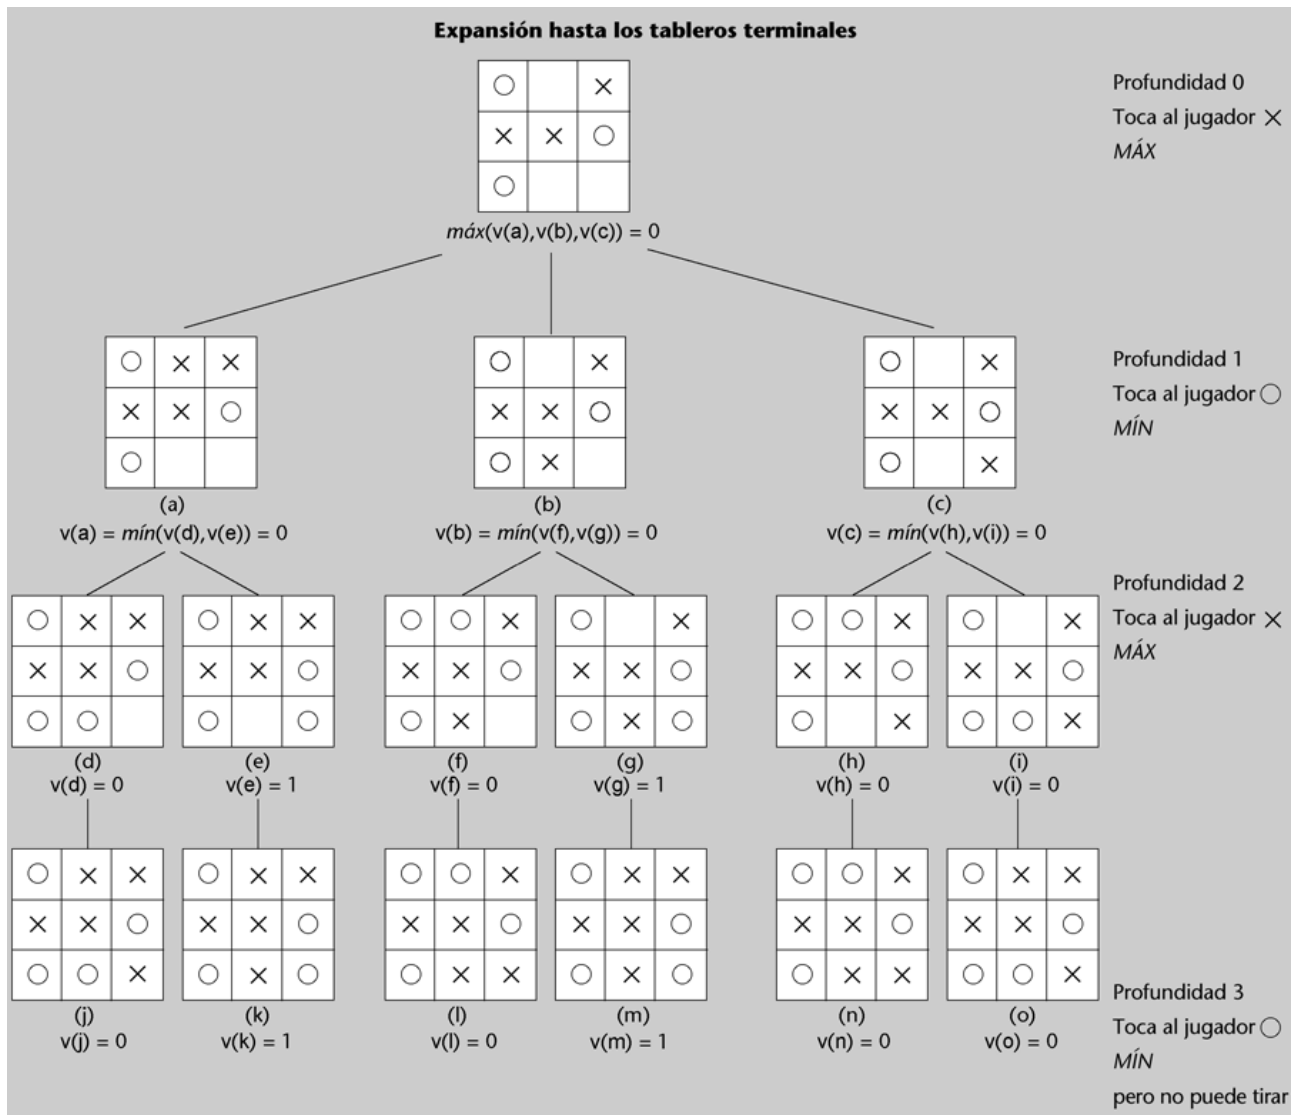 Expansión hasta los tableros terminales
Profundidad 0
Toca al jugador ×
MÁX
○ ×
× × ○
○
máx(v(a),v(b),v(c)) = 0
Profundidad 1
Toca al jugador ○
MÍN
○ × × ○ × ○ ×
× × ○ × × ○ × × ○
○ ○ × ○ ×
(a) (b) (c)
v(a) = mín(v(d),v(e)) = 0 v(b) = mín(v(f),v(g)) = 0 v(c) = mín(v(h),v(i)) = 0
Profundidad 2
Toca al jugador ×
MÁX
○ × × ○ × × ○ ○ × ○ × ○ ○ × ○ ×
× × ○ × × ○ × × ○ × × ○ × × ○ × × ○
○ ○ ○ ○ ○ × ○ × ○ ○ × ○ ○ ×
(d) (e) (f) (g) (h) (i)
v(d) = 0 v(e) = 1 v(f) = 0 v(g) = 1 v(h) = 0 v(i) = 0
○ × × ○ × × ○ ○ × ○ × × ○ ○ × ○ × ×
× × ○ × × ○ × × ○ × × ○ × × ○ × × ○
○ ○ × ○ × ○ ○ × × ○ × ○ ○ × × ○ ○ ×
(j) (k) (l) (m) (n) (o)
v(j) = 0 v(k) = 1 v(l) = 0 v(m) = 1 v(n) = 0 v(o) = 0
Profundidad 3
Toca al jugador ○
MÍN
pero no puede tirar